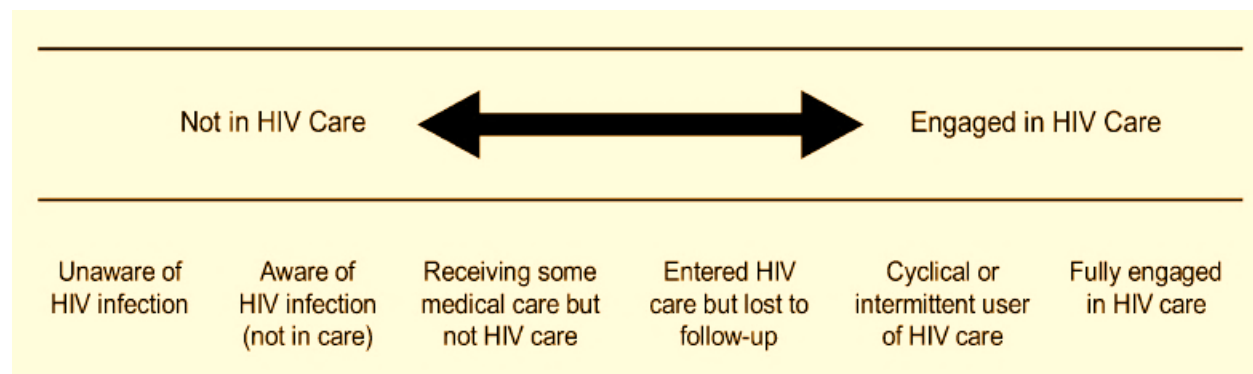 Not in HIV Care
Engaged in HIV Care
Unaware of
HIV infection
Aware of
HIV infection
(not in care)
Receiving some
medical care but
not HIV care
Entered HIV
care but lost to
follow-up
Cyclical or
intermittent user
of HIV care
Fully engaged
in HIV care